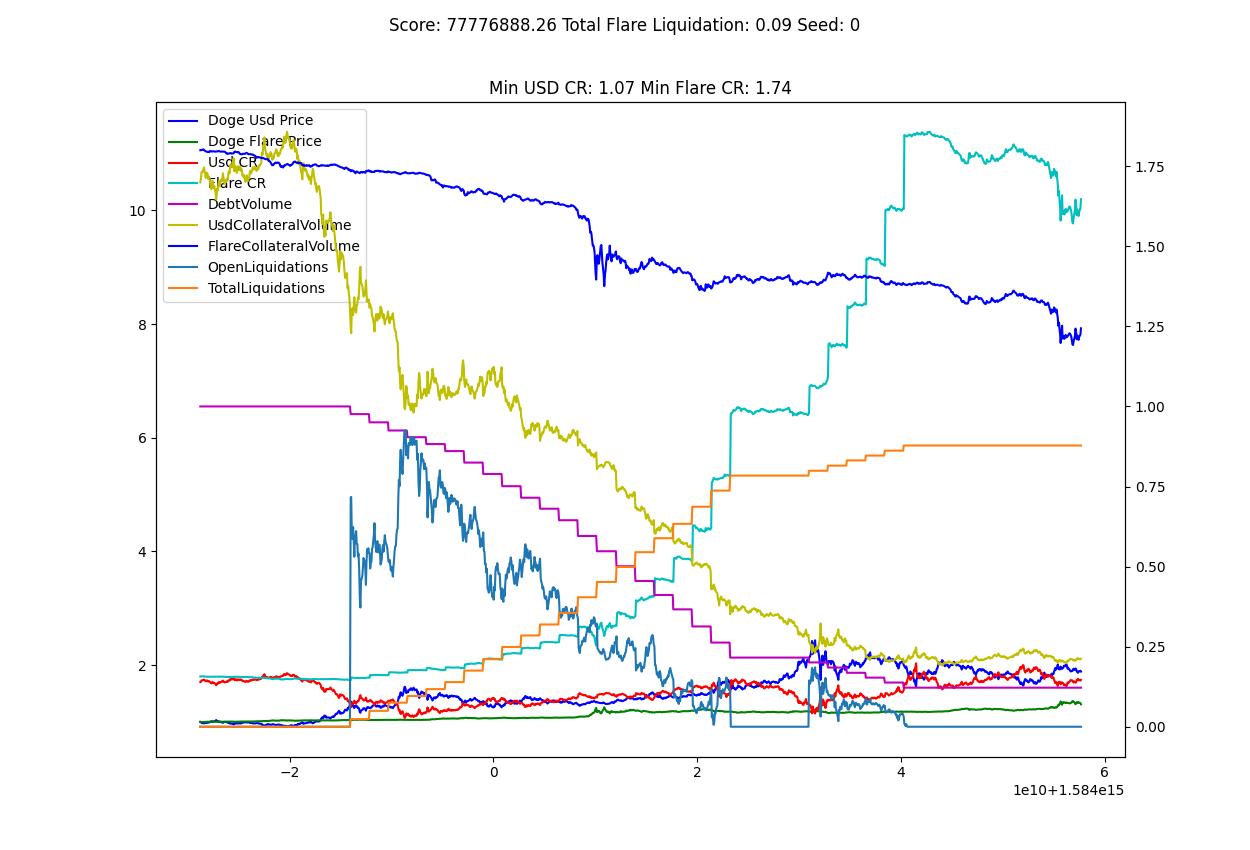 Score: 77776888.26 Total Flare Liquidation: 0.09 Seed: 0
Min USD CR: 1.07 Min Flare CR: 1.74
Doge Usd Price
Doge Flare Price
Usd CR
Flare CR
DebtVolume
UsdCollateralVolume
FlareCollateralVolume
OpenLiquidations
TotalLiquidations
10
8
6
4
2
1.75
1.50
1.25
1.00
0.75
0.50
0.25
0.00
−2
0
2
4
6
1e10+1.584e15